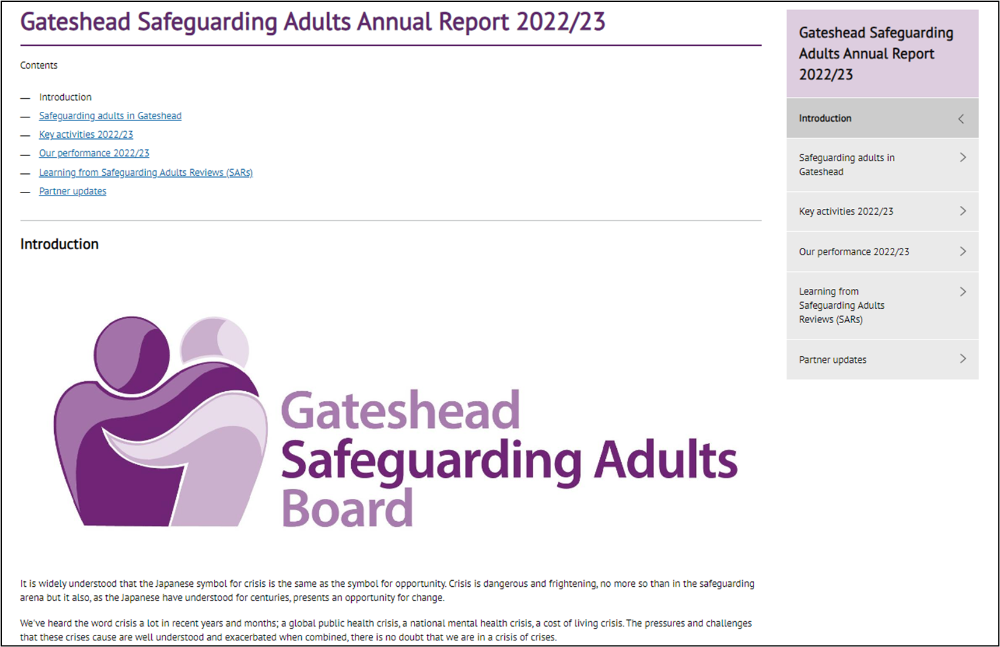 Gateshead Safeguarding Adults Annual Report 2022/23
Contents
— Introduction
— Safeguarding adults in Gateshead
— Key activities 2022/23
— Our performance 2022/23
— Learning from Safeguarding Adults Reviews (SARs)
— Partner updates
Introduction
Gateshead
Safeguarding Adults
Board
It is widely understood that the Japanese symbol for crisis is the same as the symbol for opportunity. Crisis is dangerous and frightening, no more so than in the safeguarding
arena but it also, as the Japanese have understood for centuries, presents an opportunity for change.
We've heard the word crisis a lot in recent years and months; a global public health crisis, a national mental health crisis, a cost of living crisis. The pressures and challenges
that these crises cause are well understood and exacerbated when combined, there is no doubt that we are in a crisis of crises.
Gateshead Safeguarding
Adults Annual Report
2022/23
Introduction
Safeguarding adults in
Gateshead
Key activities 2022/23
Our performance 2022/23
Learning from
Safeguarding Adults
Reviews (SARs)
Partner updates